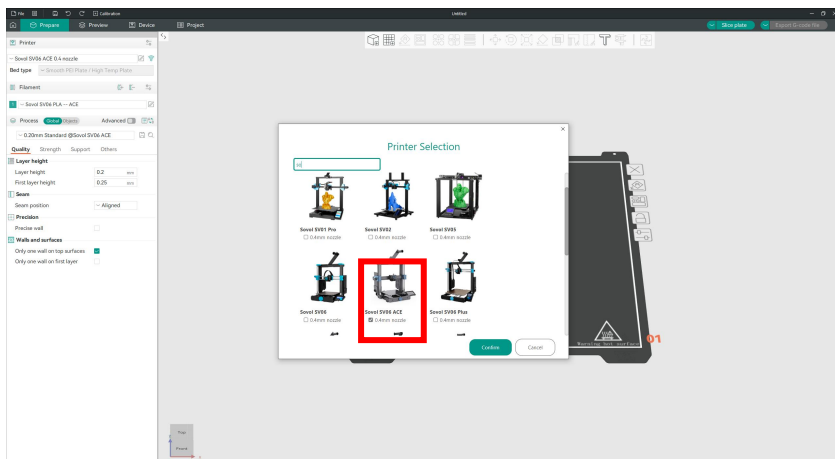 File
Calibration
Untitled
Prepare
Preview
Device
Project
Slice plate
Export G-code file
Printer
Sovol SV06 ACE 0.4 nozzle
Bed type
Smooth PEI Plate / High Temp Plate
Filament
1
Sovol SV06 PLA — ACE
Process
Global
Objects
Advanced
0.20mm Standard @Sovol SV06 ACE
Quality
Strength
Support
Others
Layer height
Layer height
0.2
mm
First layer height
0.25
mm
Seam
Seam position
Aligned
Precision
Precise wall
Walls and surfaces
Only one wall on top surfaces
Only one wall on first layer
Printer Selection
Sovol SV01 Pro
0.4mm nozzle
Sovol SV02
0.4mm nozzle
Sovol SV05
0.4mm nozzle
Sovol SV06
0.4mm nozzle
Sovol SV06 ACE
0.4mm nozzle
Sovol SV06 Plus
0.4mm nozzle
Confirm
Cancel
Warning hot surface
01
Top
Front